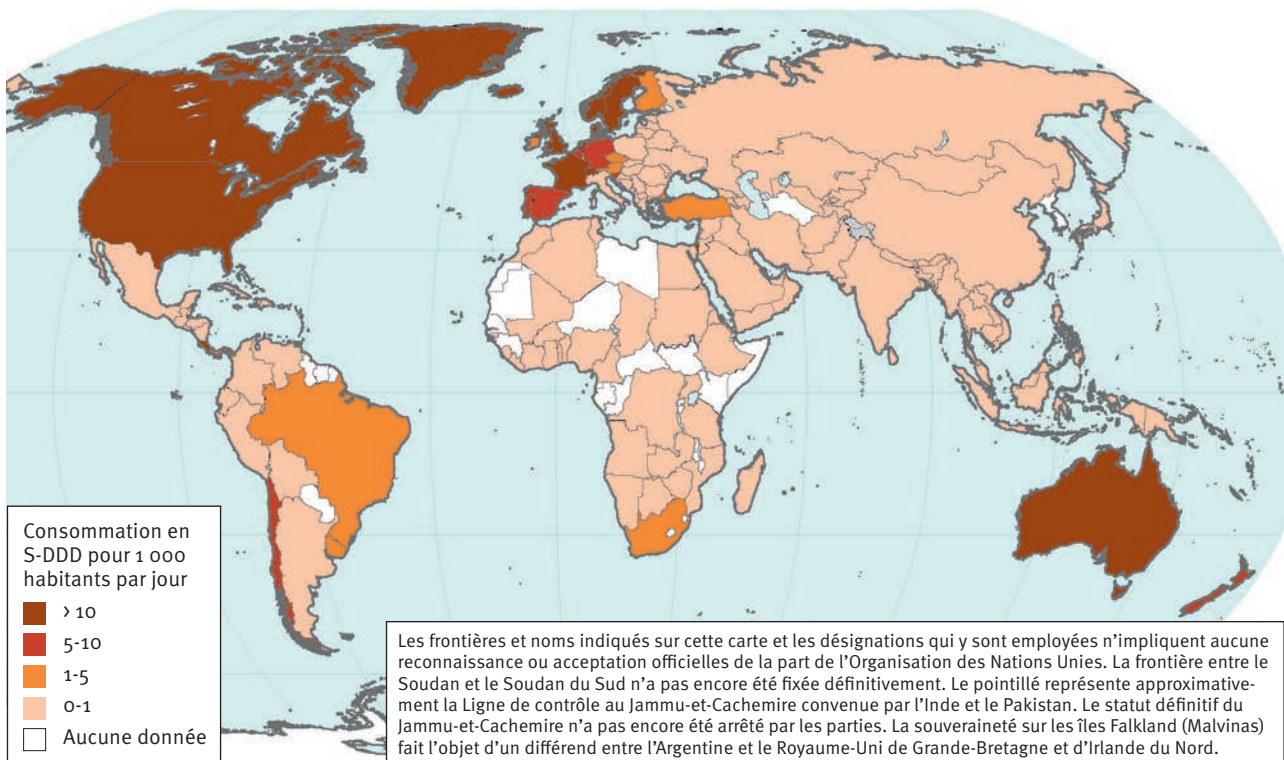 Consommation en
S-DDD pour 1 000
habitants par jour
> 10
5-10
1-5
0-1
Aucune donnée
Les frontières et noms indiqués sur cette carte et les désignations qui y sont employées n’impliquent aucune
reconnaissance ou acceptation officielles de la part de l’Organisation des Nations Unies. La frontière entre le
Soudan et le Soudan du Sud n’a pas encore été fixée définitivement. Le pointillé représente approximative-
ment la Ligne de contrôle au Jammu-et-Cachemire convenue par l’Inde et le Pakistan. Le statut définitif du
Jammu-et-Cachemire n’a pas encore été arrêté par les parties. La souveraineté sur les îles Falkland (Malvinas)
fait l’objet d’un différend entre l’Argentine et le Royaume-Uni de Grande-Bretagne et d’Irlande du Nord.